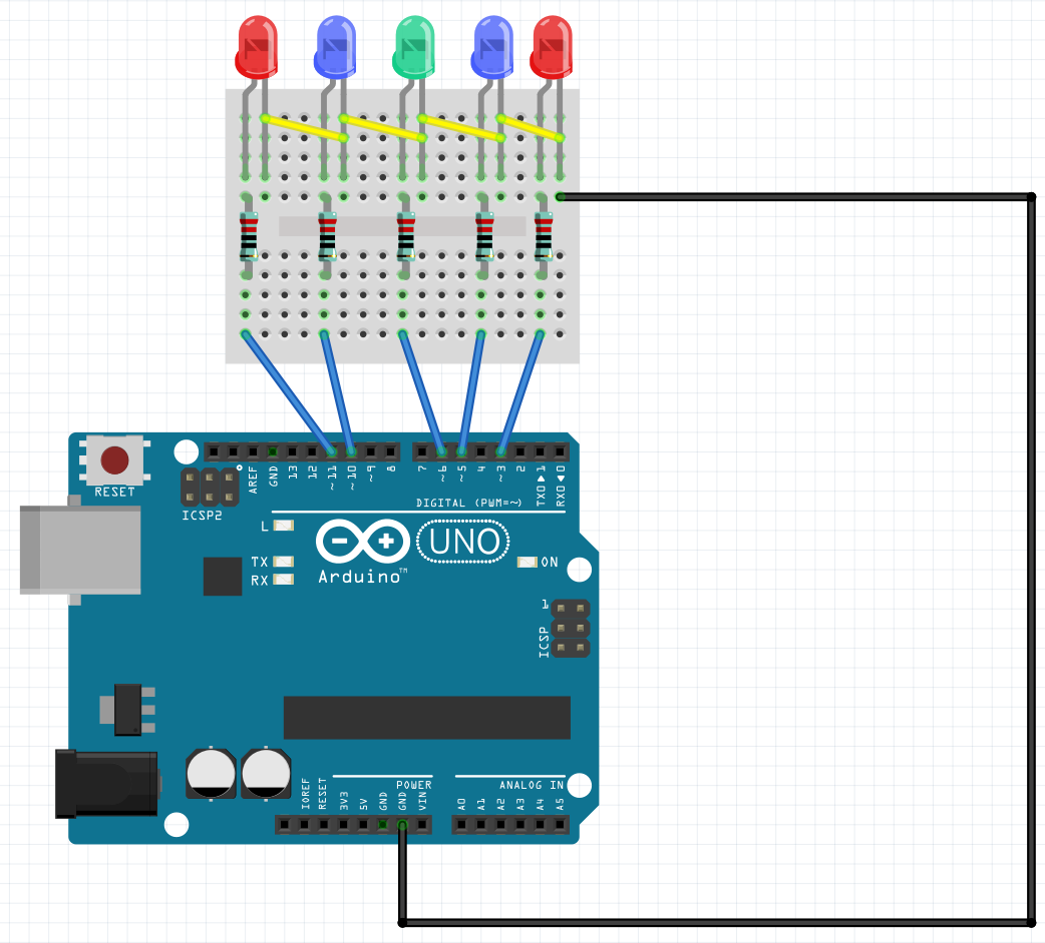 RESET
ICSP2
AREF
GND
13
12
~11
~10
~9
8
7
~6
~5
4
~3
2
TXD▶1
RXD◀0
DIGITAL (PWM=~)
L
TX
RX
UNO
Arduino™
ON
1
ICSP
POWER
ANALOG IN
IOREF
RESET
3V3
5V
GND
GND
VIN
A0
A1
A2
A3
A4
A5